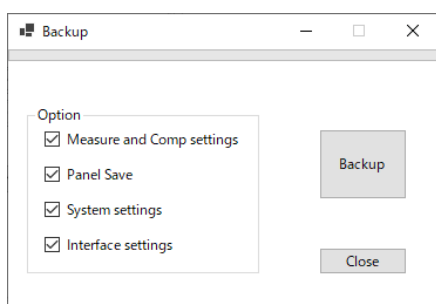 Backup
Option
Measure and Comp settings
Panel Save
System settings
Interface settings
Backup
Close